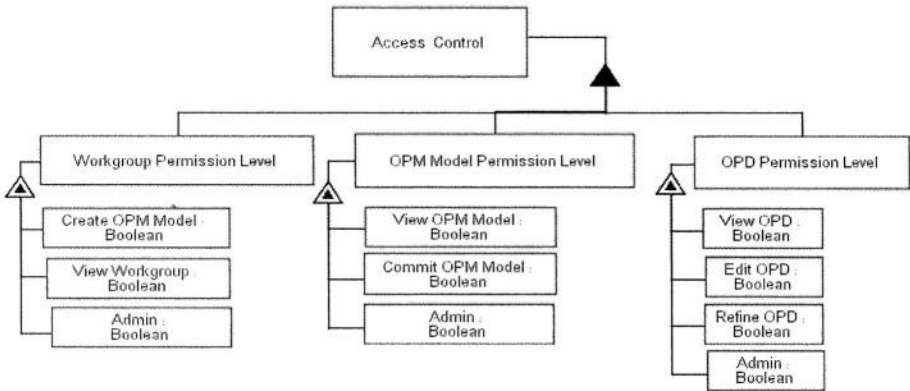 Access Control
Workgroup Permission Level
OPM Model Permission Level
OPD Permission Level
Create OPM Model :
Boolean
View Workgroup :
Boolean
Admin :
Boolean
View OPM Model :
Boolean
Commit OPM Model :
Boolean
Admin :
Boolean
View OPD :
Boolean
Edit OPD :
Boolean
Refine OPD :
Boolean
Admin :
Boolean